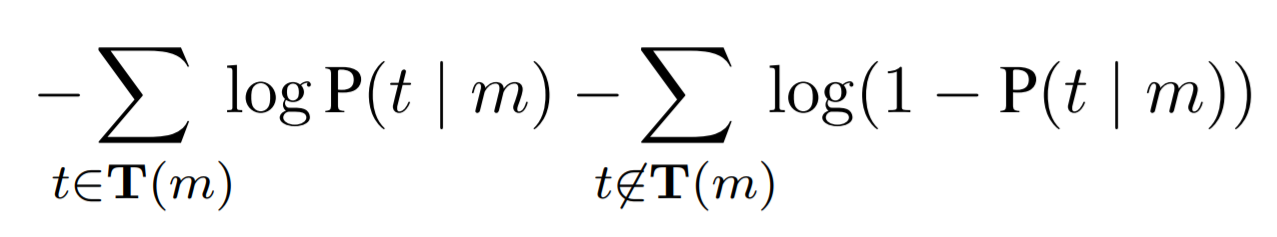 −∑_{t∈𝐓(m)} log P(t | m) − ∑_{t∉𝐓(m)} log(1 − P(t | m))